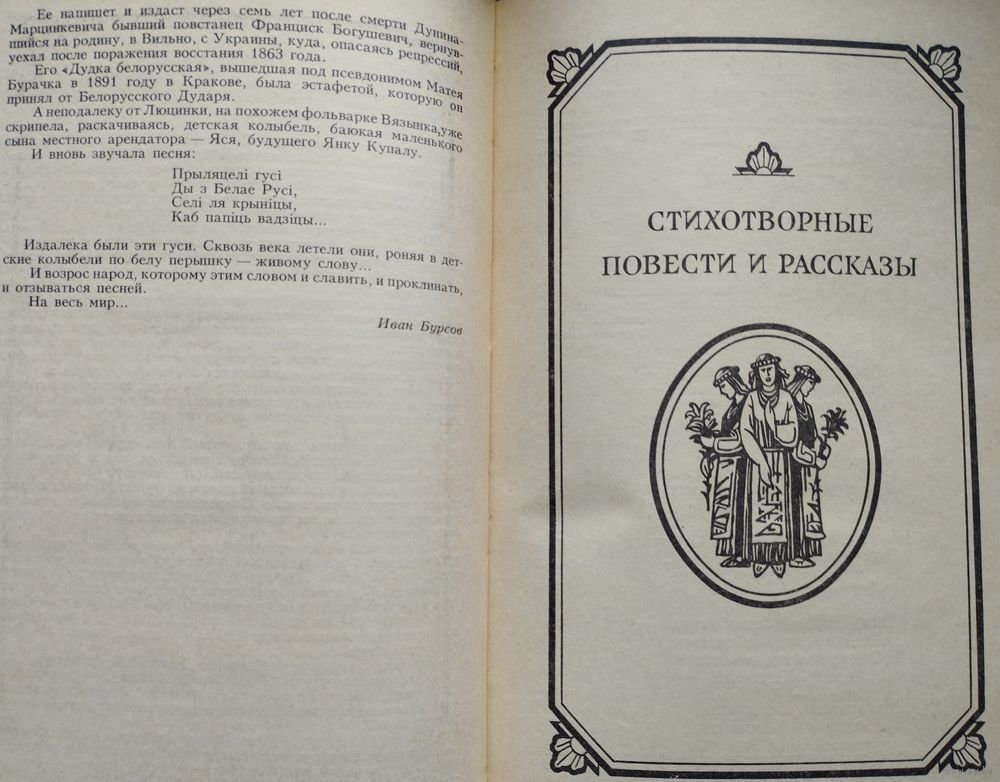 Ее напишет и издаст через семь лет после смерти Дунина-
Марцинкевича бывший повстанец Франциск Богушевич, вернув-
шийся на родину, в Вильно, с Украины, куда, опасаясь репрессий,
уехал после поражения восстания 1863 года.
Его «Дудка белорусская», вышедшая под псевдонимом Матея
Бурачка в 1891 году в Кракове, была эстафетой, которую он
принял от Белорусского Дударя.
А неподалеку от Люцинки, на похожем фольварке Вязынка, уже
скрипела, раскачиваясь, детская колыбель, баюкая маленького
сына местного арендатора — Яся, будущего Янку Купалу.
И вновь звучала песня:
Прыляцелі гусі
Ды з Белае Русі,
Селі ля крыніцы,
Каб папіць вадзіцы...
Издалека были эти гуси. Сквозь века летели они, роняя в дет-
ские колыбели по белу перышку — живому слову...
И возрос народ, которому этим словом и славить, и проклинать,
и отзываться песней.
На весь мир...
Иван Бурсов
СТИХОТВОРНЫЕ
ПОВЕСТИ И РАССКАЗЫ